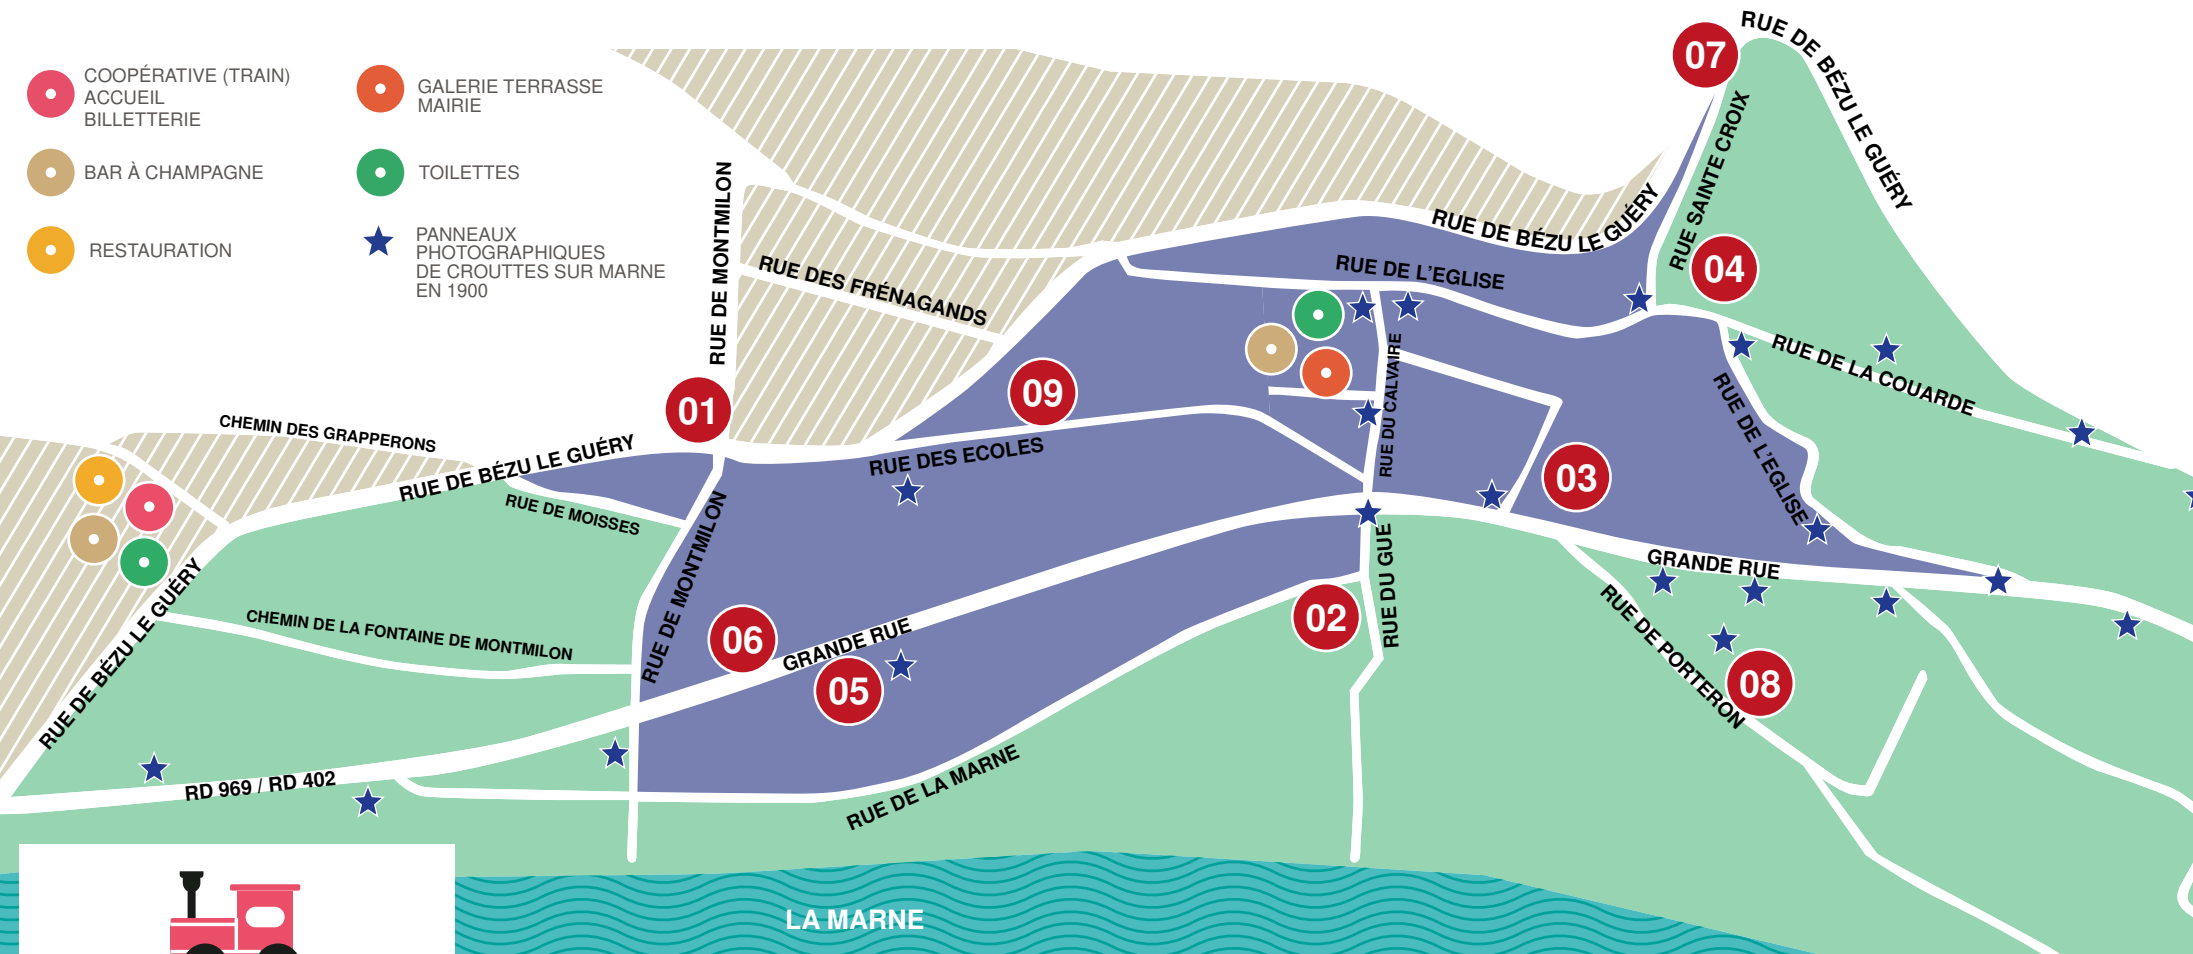 COOPÉRATIVE (TRAIN)
ACCUEIL
BILLETTERIE
BAR À CHAMPAGNE
RESTAURATION
GALERIE TERRASSE
MAIRIE
TOILETTES
PANNEAUX
PHOTOGRAPHIQUES
DE CROUTTES SUR MARNE
EN 1900
07
RUE DE BÉZU LE GUÉRY
RUE SAINTE CROIX
RUE DE BÉZU LE GUÉRY
04
RUE DE L'EGLISE
RUE DE MONTMILON
RUE DES FRÉNAGANDS
RUE DE LA COUARDE
RUE DU CALVAIRE
09
01
RUE DES ECOLES
RUE DE L'EGLISE
03
CHEMIN DES GRAPPERONS
RUE DE BÉZU LE GUÉRY
RUE DE MOISSES
RUE DE MONTMILON
GRANDE RUE
RUE DU GUE
02
RUE DE PORTERON
08
RUE DE BÉZU LE GUÉRY
CHEMIN DE LA FONTAINE DE MONTMILON
06
GRANDE RUE
05
RUE DE LA MARNE
RD 969 / RD 402
LA MARNE